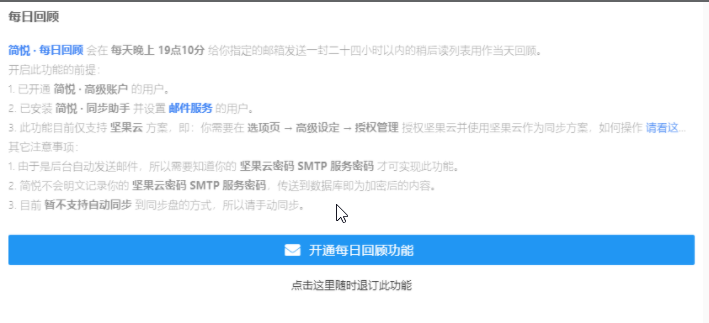 每日回顾
简悦 · 每日回顾 会在 每天晚上 19点10分 给你指定的邮箱发送一封二十四小时以内的稍后读列表用作当天回顾。
开启此功能的前提：
1. 已开通 简悦 · 高级账户 的用户。
2. 已安装 简悦 · 同步助手 并设置 邮件服务 的用户。
3. 此功能目前仅支持 坚果云 方案，即：你需要在 选项页 → 高级设定 → 授权管理 授权坚果云并使用坚果云作为同步方案，如何操作 请看这...
其它注意事项：
1. 由于是后台自动发送邮件，所以需要知道你的 坚果云密码 SMTP 服务密码 才可实现此功能。
2. 简悦不会明文记录你的 坚果云密码 SMTP 服务密码，传送到数据库即为加密后的内容。
3. 目前 暂不支持自动同步 到同步盘的方式，所以请手动同步。
开通每日回顾功能
点击这里随时退订此功能